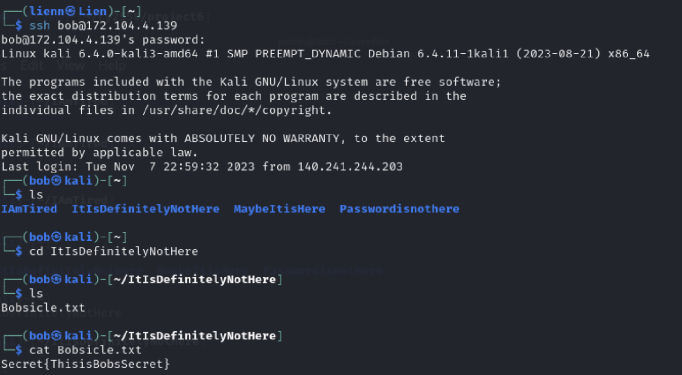 ┌──(lienn㉿Lien)-[~]
└─$ ssh bob@172.104.4.139
bob@172.104.4.139's password:
Linux kali 6.4.0-kali3-amd64 #1 SMP PREEMPT_DYNAMIC Debian 6.4.11-1kali1 (2023-08-21) x86_64
The programs included with the Kali GNU/Linux system are free software;
the exact distribution terms for each program are described in the
individual files in /usr/share/doc/*/copyright.
Kali GNU/Linux comes with ABSOLUTELY NO WARRANTY, to the extent
permitted by applicable law.
Last login: Tue Nov  7 22:59:32 2023 from 140.241.244.203
┌──(bob㉿kali)-[~]
└─$ ls
IAmTired  ItIsDefinitelyNotHere  MaybeItisHere  Passwordisnothere
┌──(bob㉿kali)-[~]
└─$ cd ItIsDefinitelyNotHere
┌──(bob㉿kali)-[~/ItIsDefinitelyNotHere]
└─$ ls
Bobsicle.txt
┌──(bob㉿kali)-[~/ItIsDefinitelyNotHere]
└─$ cat Bobsicle.txt
Secret{ThisisBobsSecret}